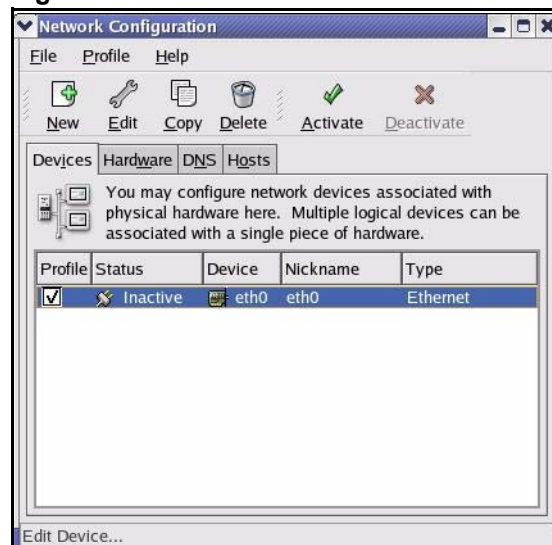 Network Configuration
File Profile Help
New Edit Copy Delete Activate Deactivate
Devices Hardware DNS Hosts
You may configure network devices associated with
physical hardware here. Multiple logical devices can be
associated with a single piece of hardware.
Profile Status Device Nickname Type
Inactive eth0 eth0 Ethernet
Edit Device...